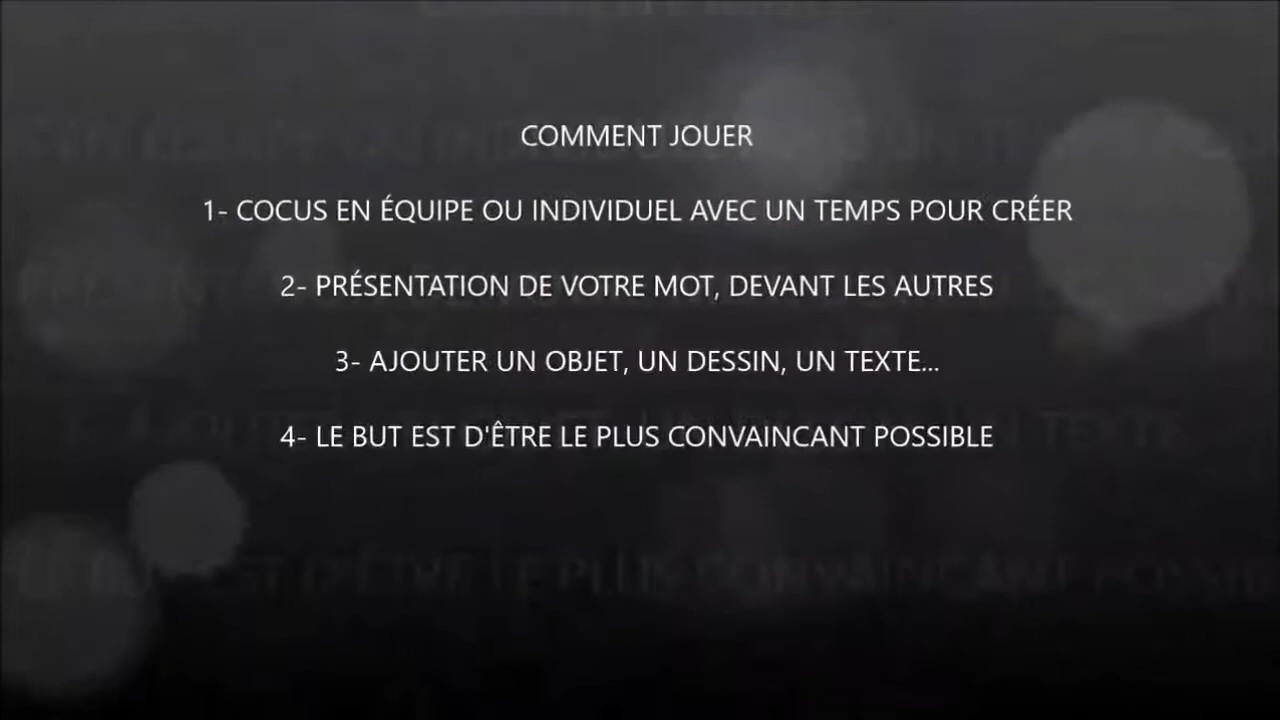 COMMENT JOUER
1- COCUS EN ÉQUIPE OU INDIVIDUEL AVEC UN TEMPS POUR CRÉER
2- PRÉSENTATION DE VOTRE MOT, DEVANT LES AUTRES
3- AJOUTER UN OBJET, UN DESSIN, UN TEXTE...
4- LE BUT EST D'ÊTRE LE PLUS CONVAINCANT POSSIBLE